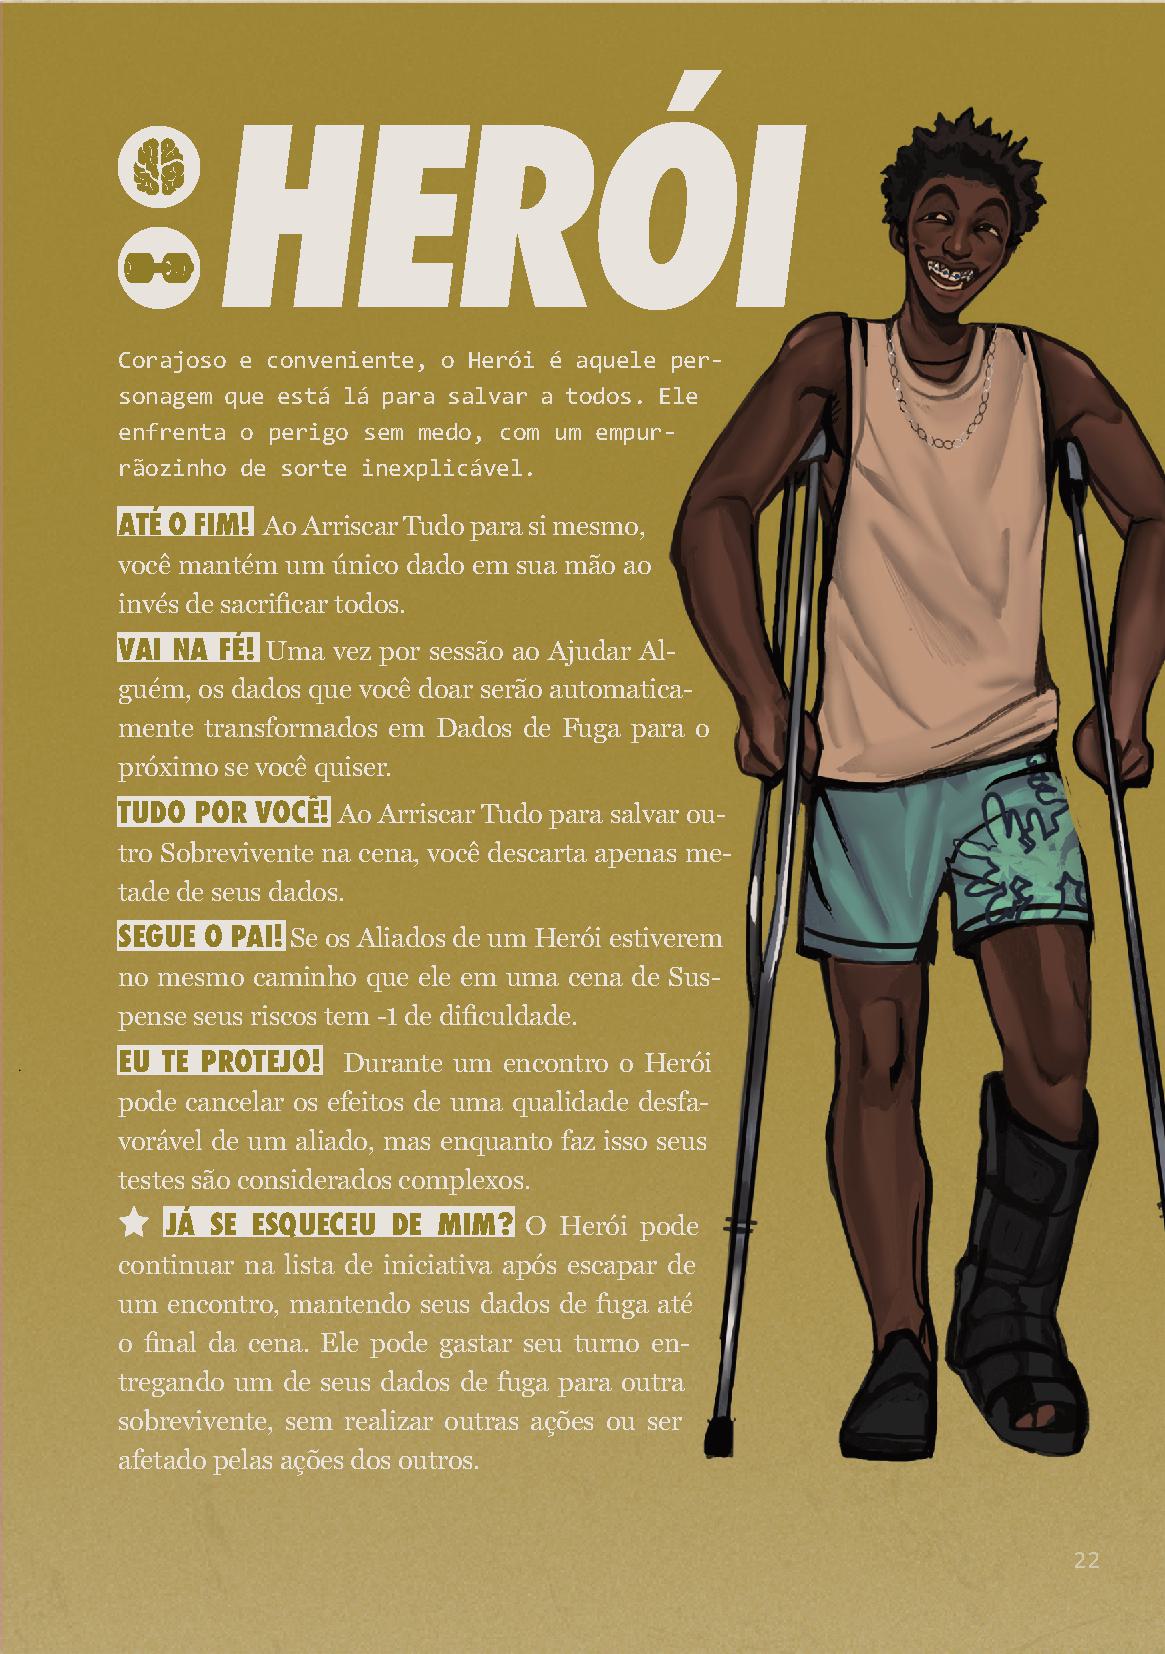 HERÓI
Corajoso e conveniente, o Herói é aquele per-
sonagem que está lá para salvar a todos. Ele
enfrenta o perigo sem medo, com um empur-
rãozinho de sorte inexplicável.
ATÉ O FIM! Ao Arriscar Tudo para si mesmo,
você mantém um único dado em sua mão ao
invés de sacrificar todos.
VAI NA FÉ! Uma vez por sessão ao Ajudar Al-
guém, os dados que você doar serão automatica-
mente transformados em Dados de Fuga para o
próximo se você quiser.
TUDO POR VOCÊ! Ao Arriscar Tudo para salvar ou-
tro Sobrevivente na cena, você descarta apenas me-
tade de seus dados.
SEGUE O PAI! Se os Aliados de um Herói estiverem
no mesmo caminho que ele em uma cena de Sus-
pense seus riscos tem -1 de dificuldade.
EU TE PROTEJO! Durante um encontro o Herói
pode cancelar os efeitos de uma qualidade desfa-
vorável de um aliado, mas enquanto faz isso seus
testes são considerados complexos.
JÁ SE ESQUECEU DE MIM? O Herói pode
continuar na lista de iniciativa após escapar de
um encontro, mantendo seus dados de fuga até
o final da cena. Ele pode gastar seu turno en-
tregando um de seus dados de fuga para outra
sobrevivente, sem realizar outras ações ou ser
afetado pelas ações dos outros.
22